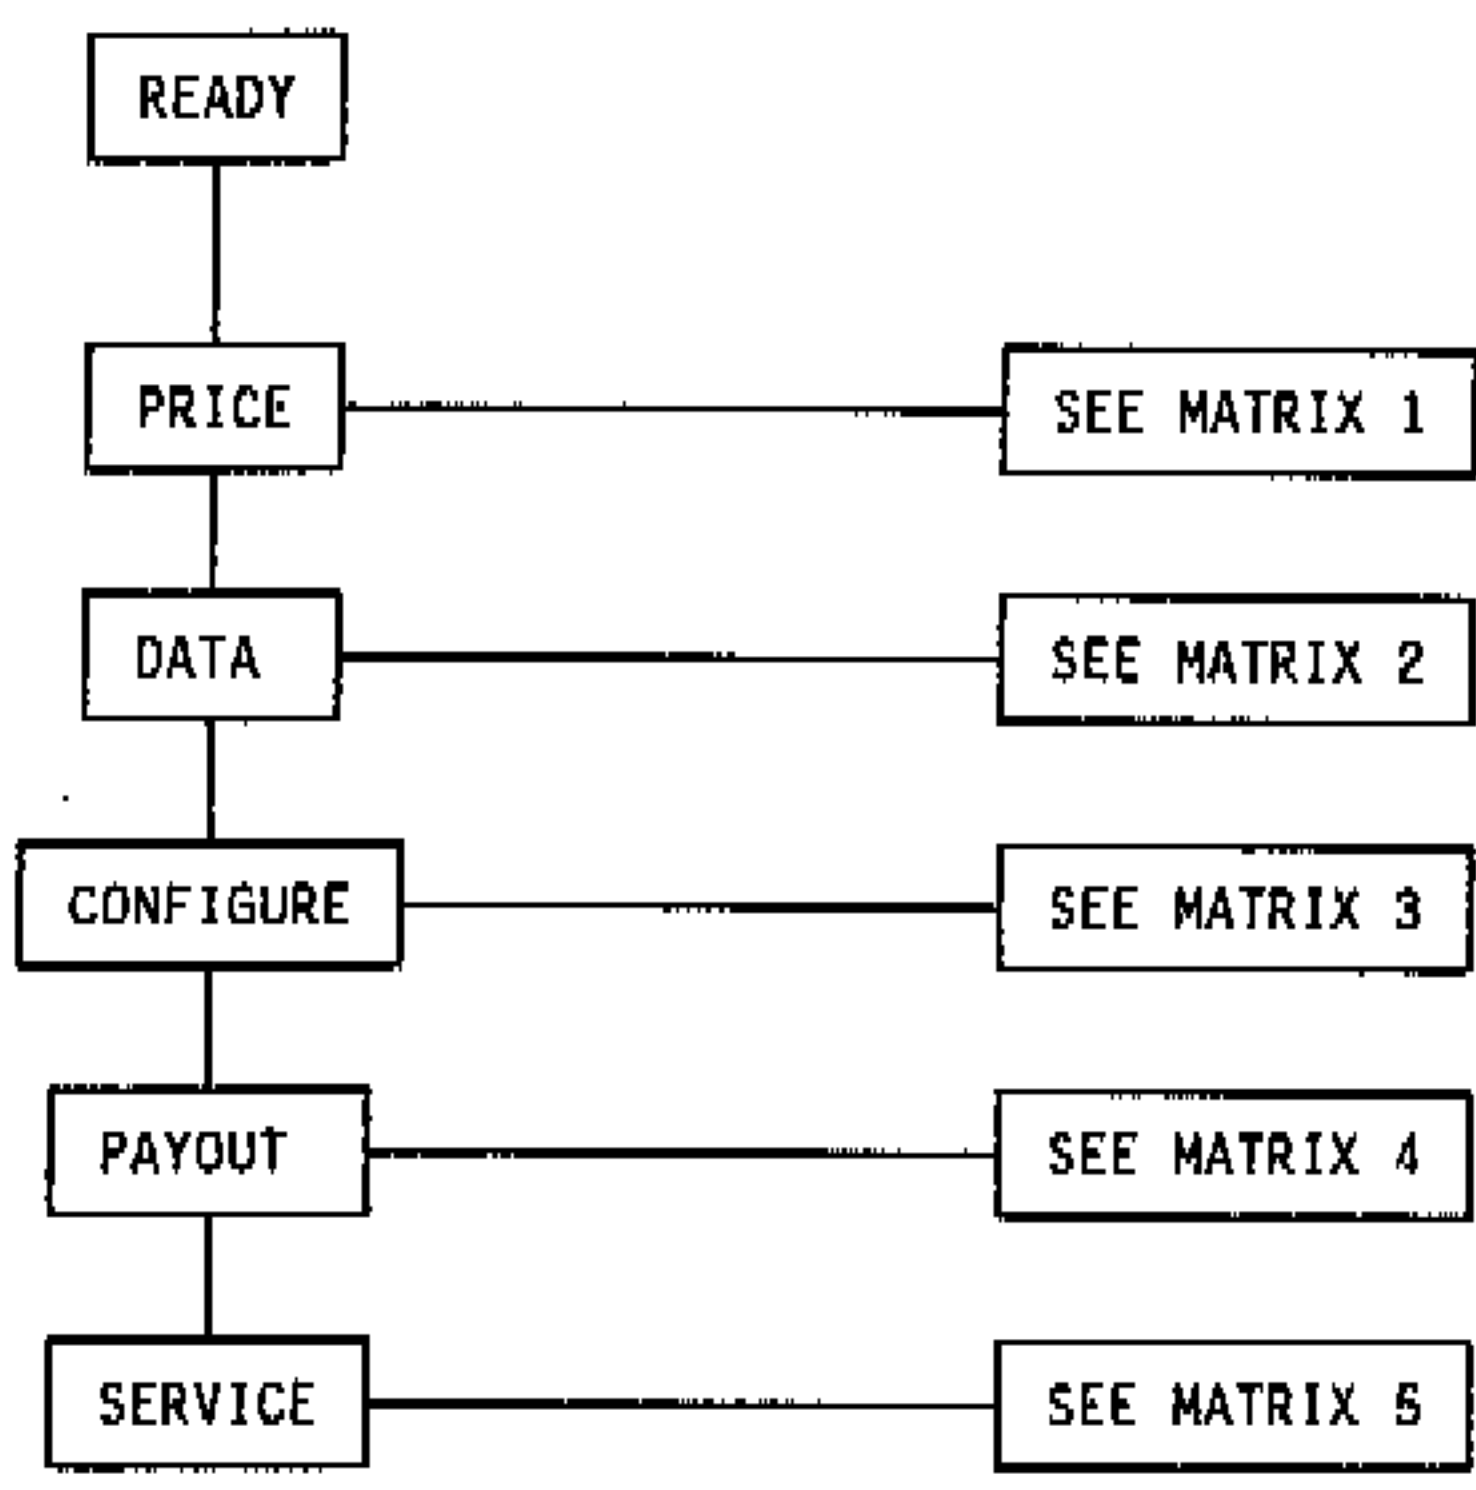 READY
PRICE
SEE MATRIX 1
DATA
SEE MATRIX 2
CONFIGURE
SEE MATRIX 3
PAYOUT
SEE MATRIX 4
SERVICE
SEE MATRIX 5